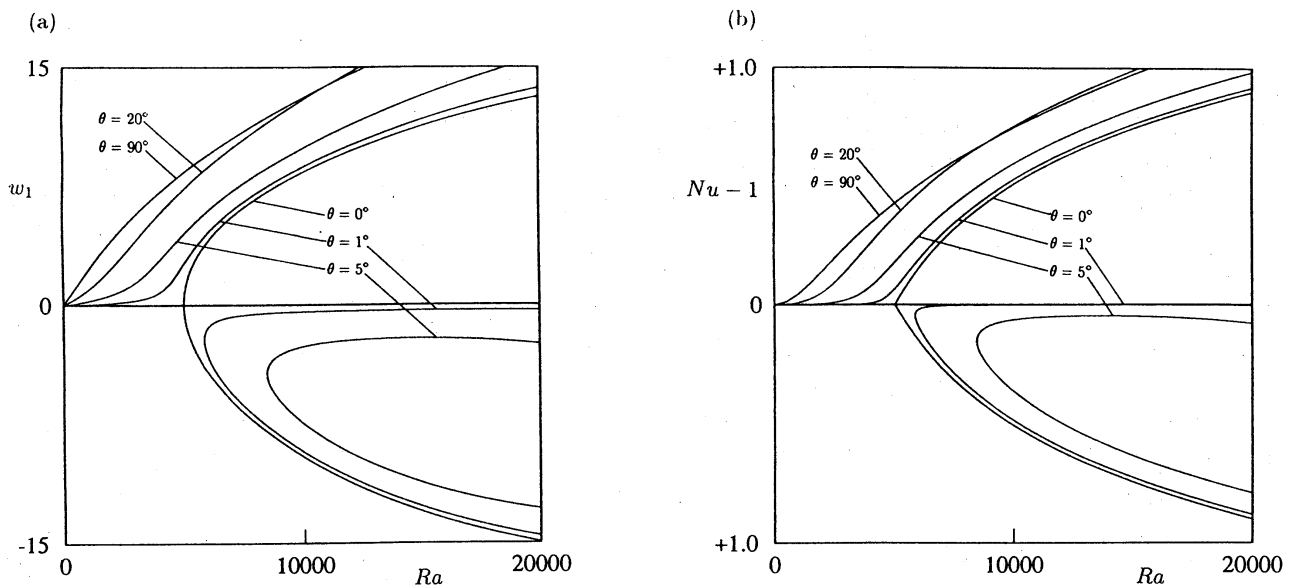 (a)
15
θ = 20°
θ = 90°
w₁
θ = 0°
θ = 1°
θ = 5°
0
-15
0
10000
Ra
20000
(b)
+1.0
θ = 20°
θ = 90°
Nu − 1
θ = 0°
θ = 1°
θ = 5°
0
+1.0
0
10000
Ra
20000